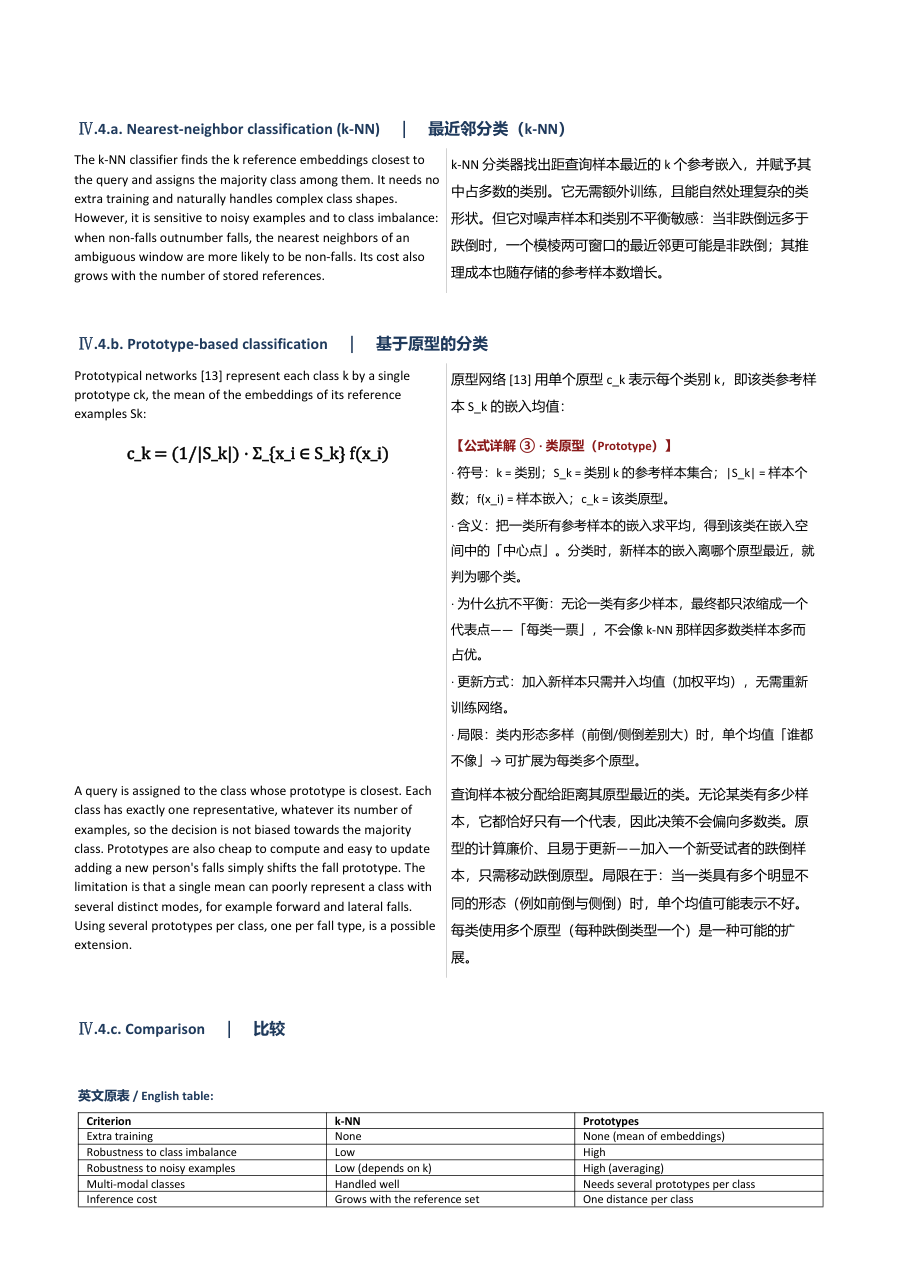 Ⅳ.4.a. Nearest-neighbor classification (k-NN) | 最近邻分类（k-NN）
The k-NN classifier finds the k reference embeddings closest to
the query and assigns the majority class among them. It needs no
extra training and naturally handles complex class shapes.
However, it is sensitive to noisy examples and to class imbalance:
when non-falls outnumber falls, the nearest neighbors of an
ambiguous window are more likely to be non-falls. Its cost also
grows with the number of stored references.
k-NN 分类器找出距查询样本最近的 k 个参考嵌入，并赋予其
中占多数的类别。它无需额外训练，且能自然处理复杂的类
形状。但它对噪声样本和类别不平衡敏感：当非跌倒远多于
跌倒时，一个模棱两可窗口的最近邻更可能是非跌倒；其推
理成本也随存储的参考样本数增长。
Ⅳ.4.b. Prototype-based classification | 基于原型的分类
Prototypical networks [13] represent each class k by a single
prototype ck, the mean of the embeddings of its reference
examples Sk:
c_k = (1/|S_k|) · Σ_{x_i ∈ S_k} f(x_i)
原型网络 [13] 用单个原型 c_k 表示每个类别 k，即该类参考样
本 S_k 的嵌入均值：
【公式详解 ③ · 类原型（Prototype）】
· 符号：k = 类别；S_k = 类别 k 的参考样本集合；|S_k| = 样本个
数；f(x_i) = 样本嵌入；c_k = 该类原型。
· 含义：把一类所有参考样本的嵌入求平均，得到该类在嵌入空
间中的「中心点」。分类时，新样本的嵌入离哪个原型最近，就
判为哪个类。
· 为什么抗不平衡：无论一类有多少样本，最终都只浓缩成一个
代表点——「每类一票」，不会像 k-NN 那样因多数类样本多而
占优。
· 更新方式：加入新样本只需并入均值（加权平均），无需重新
训练网络。
· 局限：类内形态多样（前倒/侧倒差别大）时，单个均值「谁都
不像」→ 可扩展为每类多个原型。
A query is assigned to the class whose prototype is closest. Each
class has exactly one representative, whatever its number of
examples, so the decision is not biased towards the majority
class. Prototypes are also cheap to compute and easy to update
adding a new person's falls simply shifts the fall prototype. The
limitation is that a single mean can poorly represent a class with
several distinct modes, for example forward and lateral falls.
Using several prototypes per class, one per fall type, is a possible
extension.
查询样本被分配给距离其原型最近的类。无论某类有多少样
本，它都恰好只有一个代表，因此决策不会偏向多数类。原
型的计算廉价、且易于更新——加入一个新受试者的跌倒样
本，只需移动跌倒原型。局限在于：当一类具有多个明显不
同的形态（例如前倒与侧倒）时，单个均值可能表示不好。
每类使用多个原型（每种跌倒类型一个）是一种可能的扩
展。
Ⅳ.4.c. Comparison | 比较
英文原表 / English table:
Criterion k-NN Prototypes
Extra training None None (mean of embeddings)
Robustness to class imbalance Low High
Robustness to noisy examples Low (depends on k) High (averaging)
Multi-modal classes Handled well Needs several prototypes per class
Inference cost Grows with the reference set One distance per class